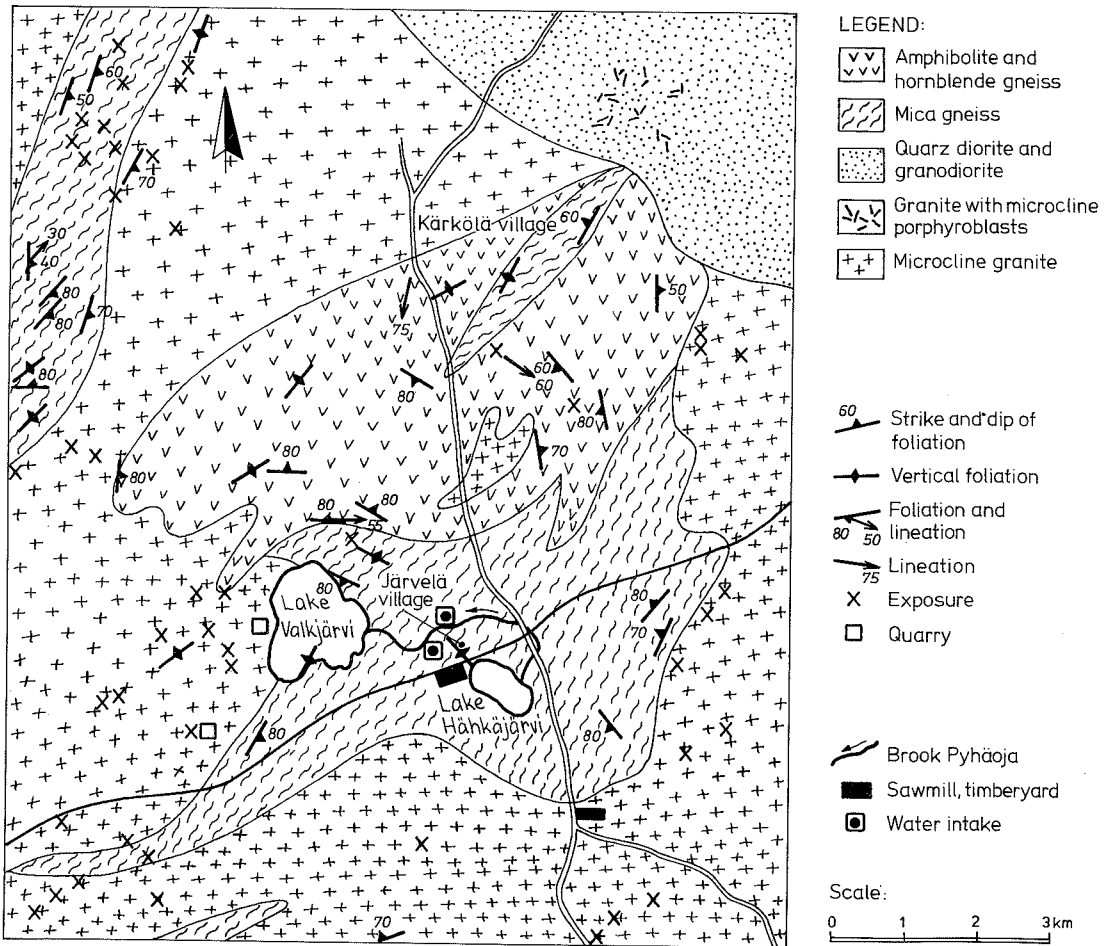 60
50
70
30
40
80
80
70
80
Kärkölä village
60
75
50
60
60
80
80
70
80
80
80
80
55
80
Järvelä
village
Lake
Valkjärvi
80
70
Lake
Hähkäjärvi
80
80
70
LEGEND:
Amphibolite and
hornblende gneiss
Mica gneiss
Quarz diorite and
granodiorite
Granite with microcline
porphyroblasts
Microcline granite
60
Strike and dip of
foliation
Vertical foliation
Foliation and
lineation
80 50
Lineation
75
Exposure
Quarry
Brook Pyhäoja
Sawmill, timberyard
Water intake
Scale:
0 1 2 3 km